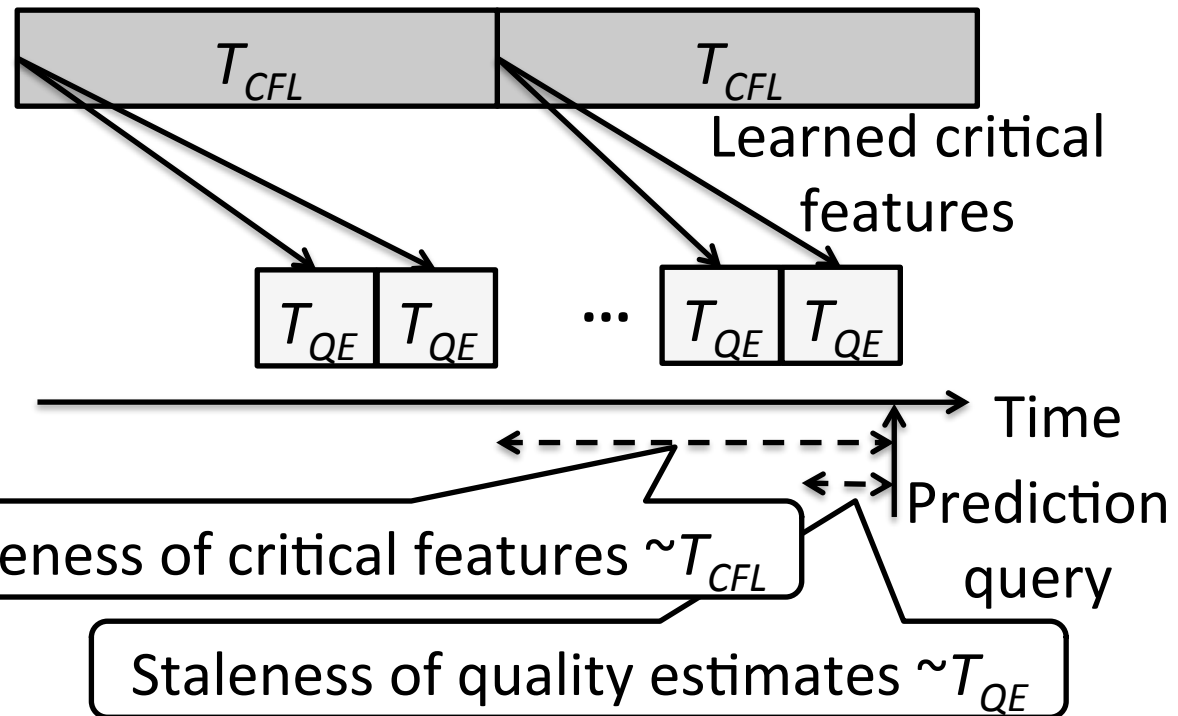 T_CFL T_CFL
Learned critical
features
T_QE T_QE ... T_QE T_QE
Time
Prediction
query
eness of critical features ~T_CFL
Staleness of quality estimates ~T_QE